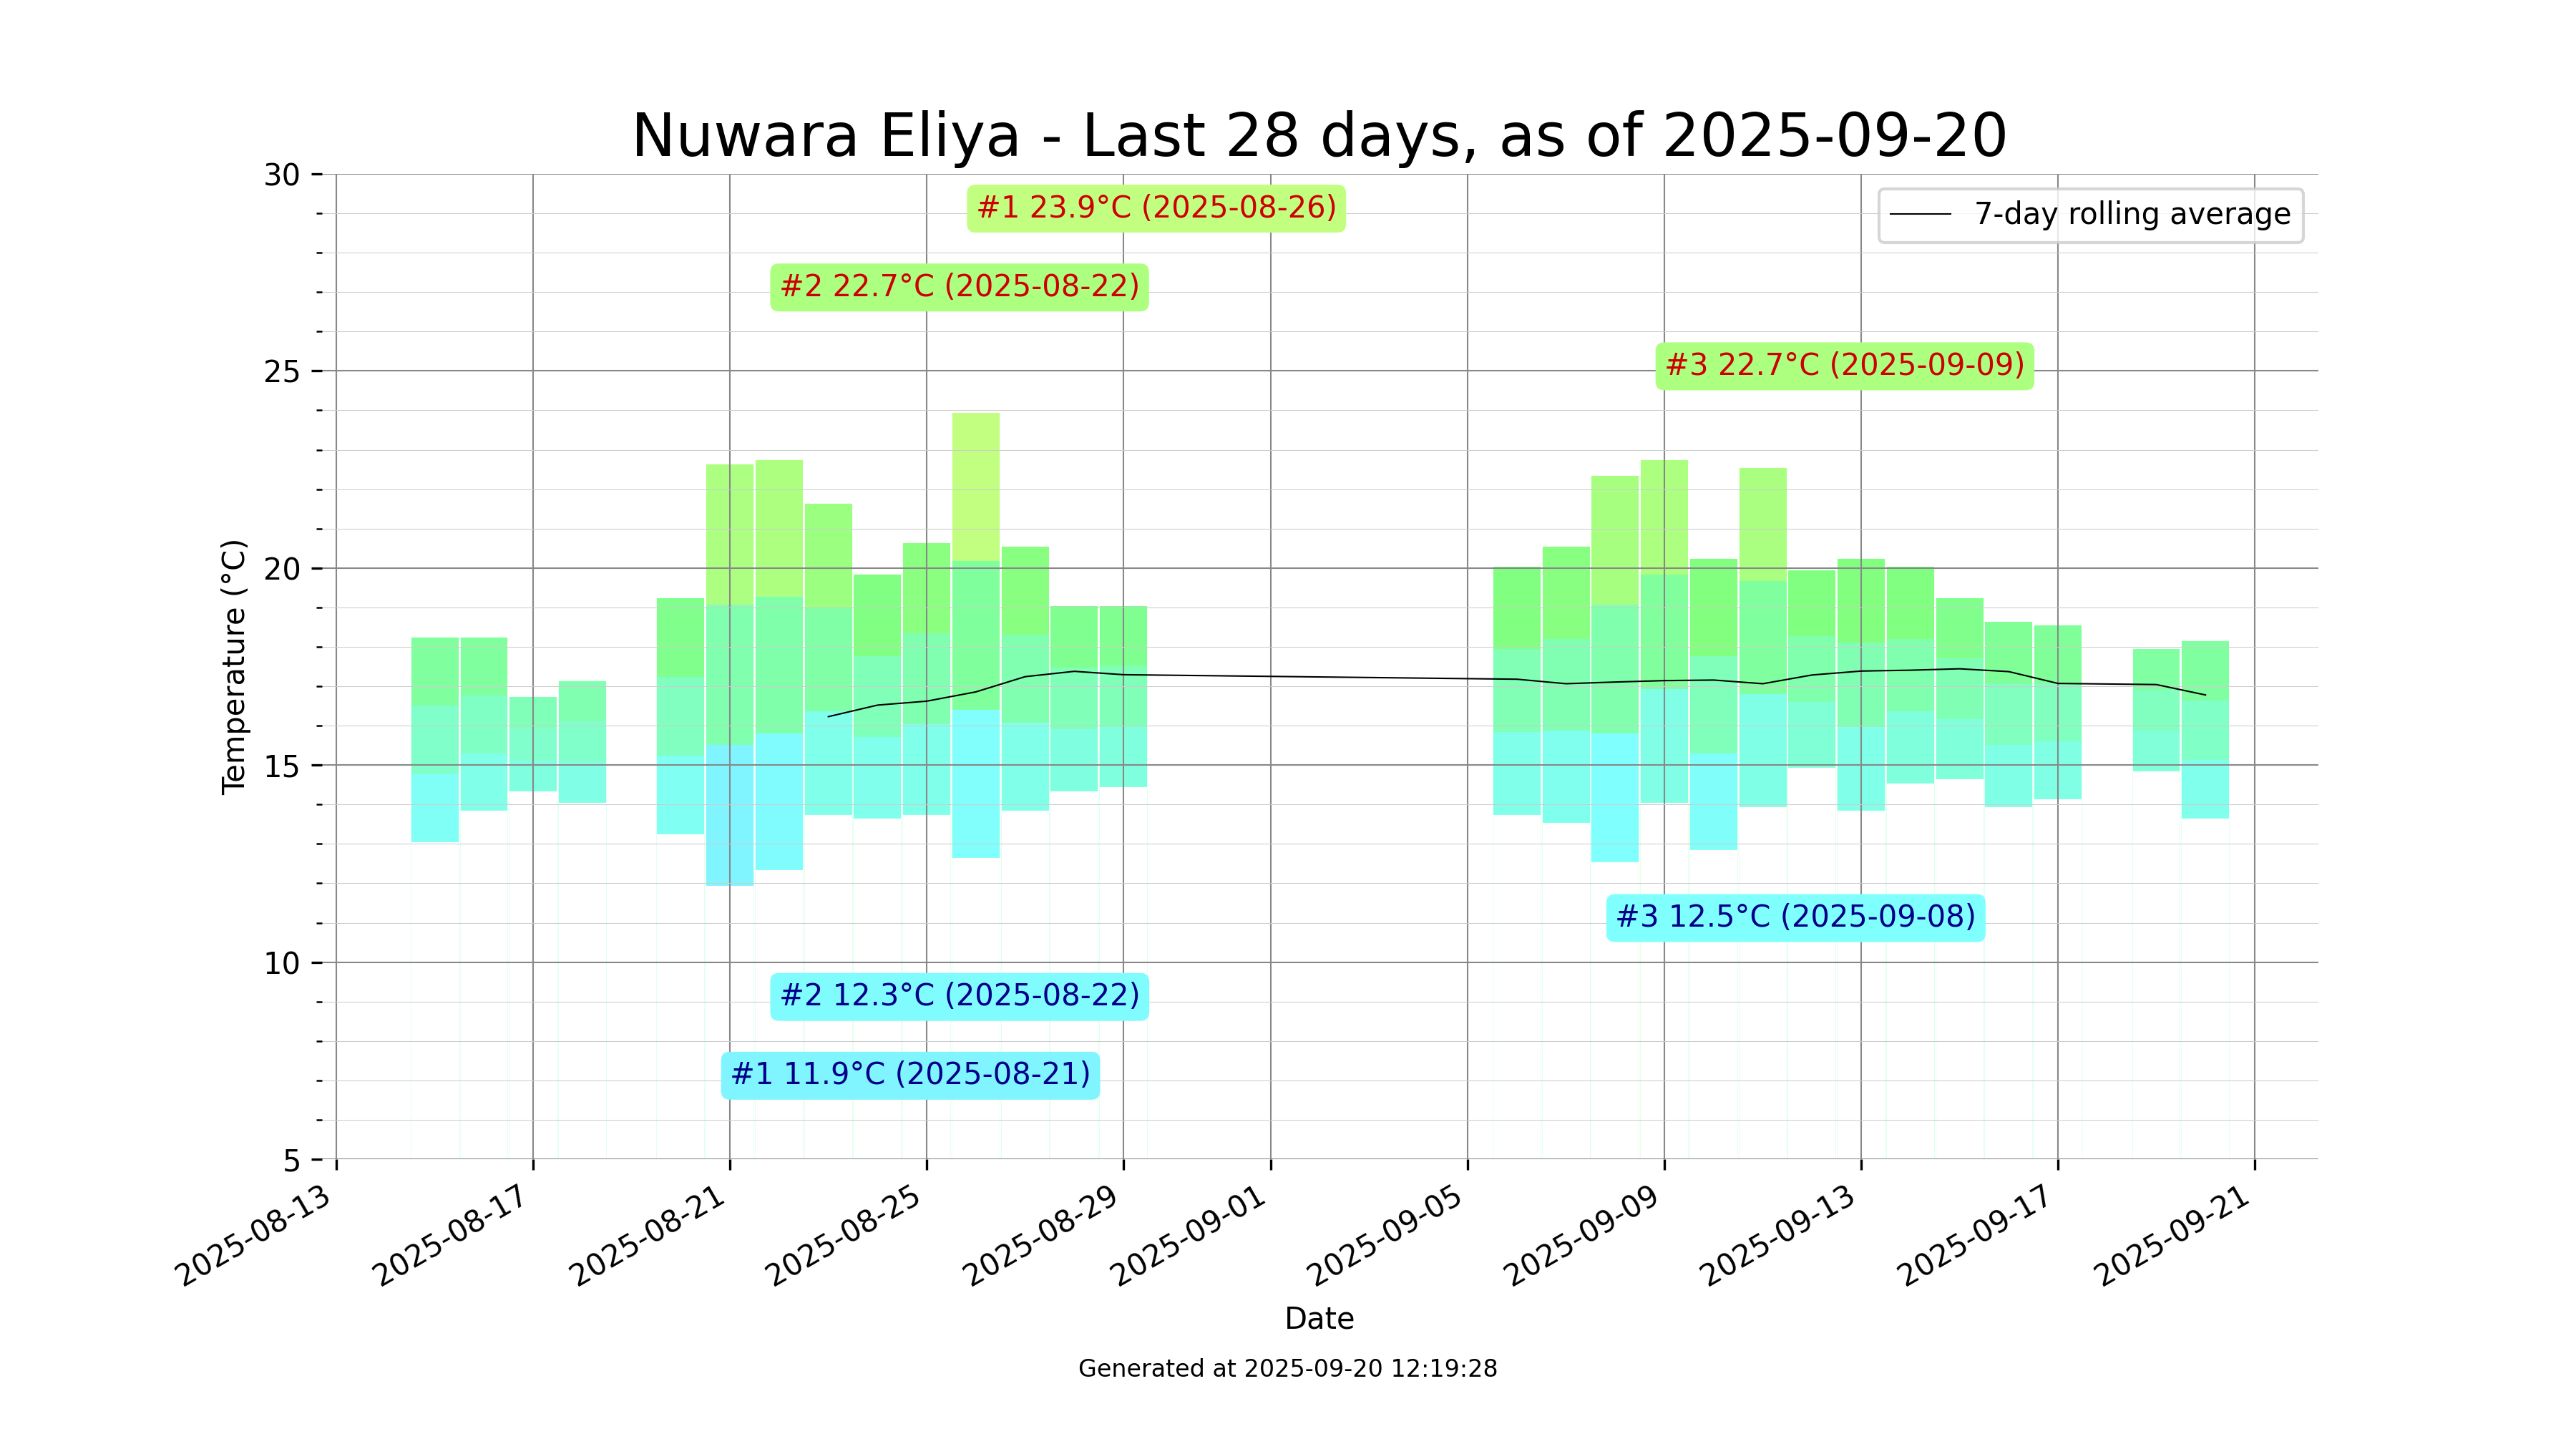 Nuwara Eliya - Last 28 days, as of 2025-09-20
30
25
20
15
10
5
Temperature (°C)
#1 23.9°C (2025-08-26)
7-day rolling average
#2 22.7°C (2025-08-22)
#3 22.7°C (2025-09-09)
#3 12.5°C (2025-09-08)
#2 12.3°C (2025-08-22)
#1 11.9°C (2025-08-21)
2025-08-13
2025-08-17
2025-08-21
2025-08-25
2025-08-29
2025-09-01
2025-09-05
2025-09-09
2025-09-13
2025-09-17
2025-09-21
Date
Generated at 2025-09-20 12:19:28